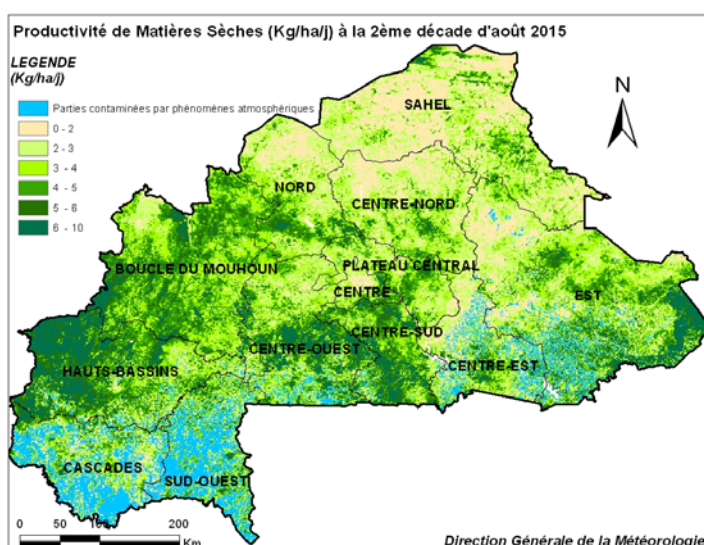 Productivité de Matières Sèches (Kg/ha/j) à la 2ème décade d'août 2015
LEGENDE
(Kg/ha/j)
Parties contaminées par phénomènes atmosphériques
0 - 2
2 - 3
3 - 4
4 - 5
5 - 6
6 - 10
N
SAHEL
NORD
CENTRE-NORD
BOUCLE DU MOUHOUN
PLATEAU CENTRAL
CENTRE
EST
CENTRE-SUD
CENTRE-OUEST
CENTRE-EST
HAUTS-BASSINS
CASCADES
SUD-OUEST
0 50 100 200
Km
Direction Générale de la Météorologie